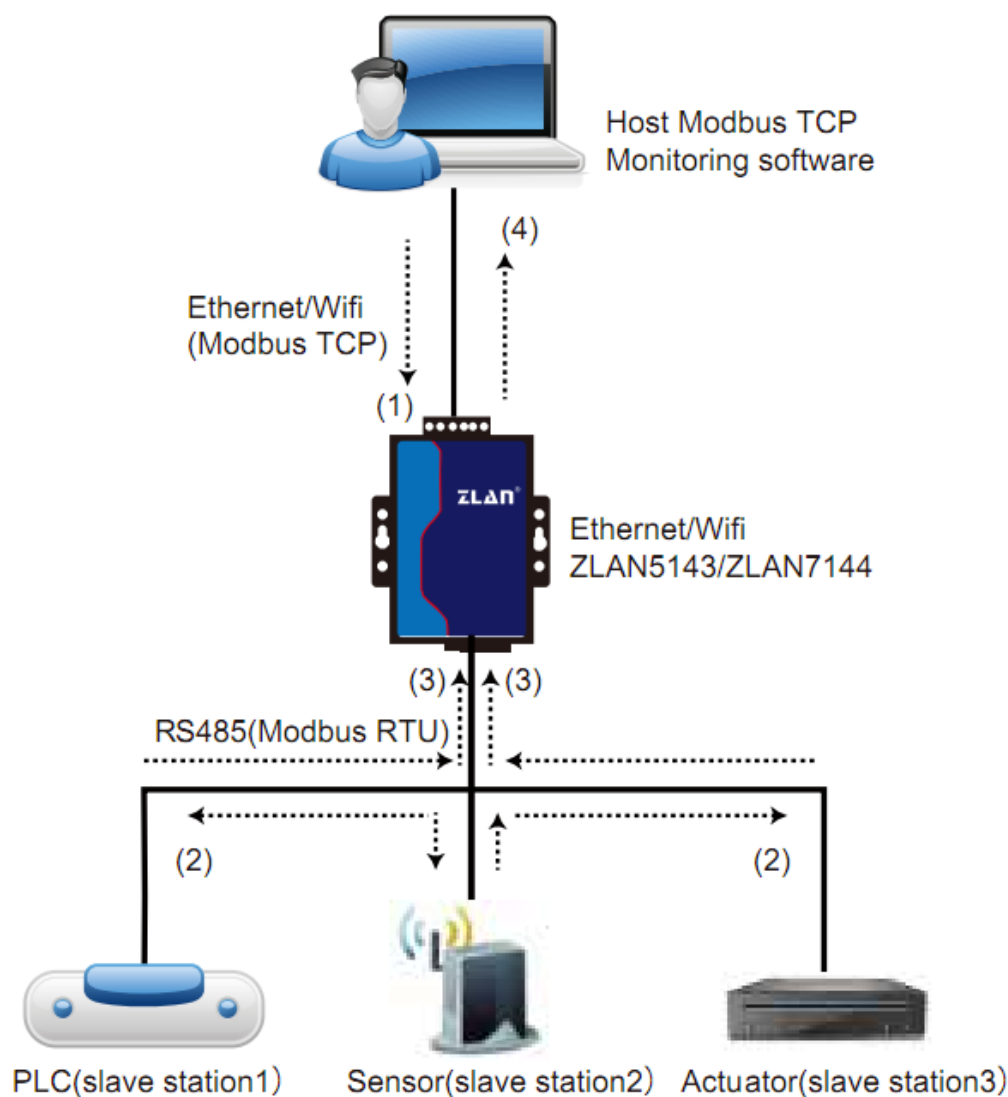 Host Modbus TCP
Monitoring software
(4)
Ethernet/Wifi
(Modbus TCP)
(1)
ZLAN®
Ethernet/Wifi
ZLAN5143/ZLAN7144
(3) (3)
RS485(Modbus RTU)
(2) (2)
PLC(slave station1) Sensor(slave station2) Actuator(slave station3)